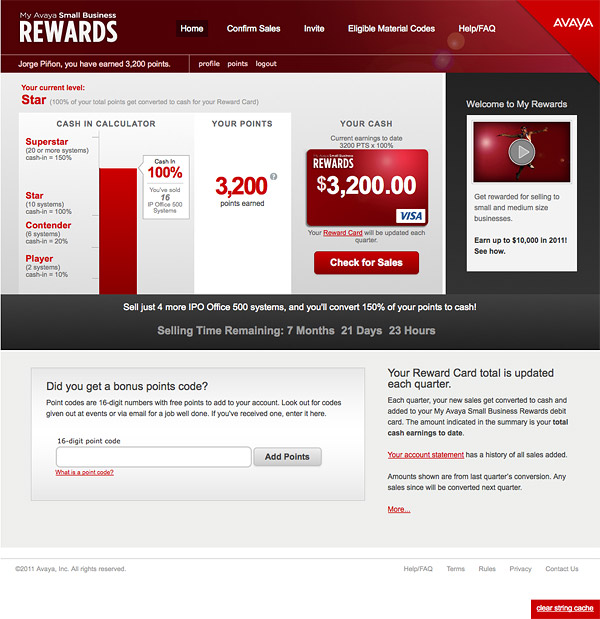 My Avaya Small Business
REWARDS
Home
Confirm Sales
Invite
Eligible Material Codes
Help/FAQ
AVAYA
Jorge Piñon, you have earned 3,200 points.
profile
points
logout
Your current level:
Star (100% of your total points get converted to cash for your Reward Card)
CASH IN CALCULATOR
Superstar
(20 or more systems)
cash-in = 150%
Star
(10 systems)
cash-in = 100%
Contender
(6 systems)
cash-in = 20%
Player
(2 systems)
cash-in = 10%
Cash In
100%
You've sold
16
IP Office 500
Systems
YOUR POINTS
3,200
?
points earned
YOUR CASH
Current earnings to date
3200 PTS x 100%
My Avaya Small Business
REWARDS
$3,200.00
VISA
Your Reward Card will be updated each
quarter.
Check for Sales
Welcome to My Rewards
Get rewarded for selling to
small and medium size
businesses.
Earn up to $10,000 in 2011!
See how.
Sell just 4 more IPO Office 500 systems, and you'll convert 150% of your points to cash!
Selling Time Remaining: 7 Months 21 Days 23 Hours
Did you get a bonus points code?
Point codes are 16-digit numbers with free points to add to your account. Look out for codes
given out at events or via email for a job well done. If you've received one, enter it here.
16-digit point code
Add Points
What is a point code?
Your Reward Card total is updated
each quarter.
Each quarter, your new sales get converted to cash and
added to your My Avaya Small Business Rewards debit
card. The amount indicated in the summary is your total
cash earnings to date.
Your account statement has a history of all sales added.
Amounts shown are from last quarter's conversion. Any
sales since will be converted next quarter.
More...
©2011 Avaya, Inc. All rights reserved.
Help/FAQ
Terms
Rules
Privacy
Contact Us
clear string cache